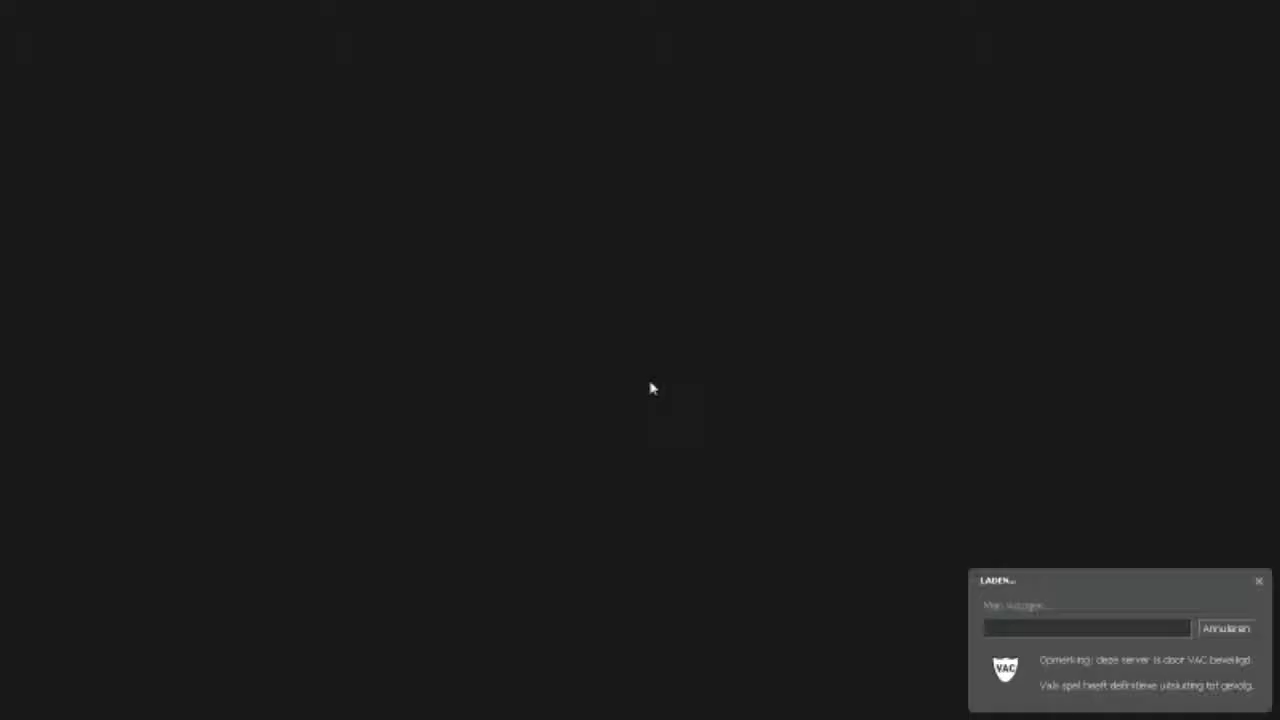 LADEN...
Annuleren
VAC
Opmerking: deze server is door VAC beveiligd.
Vals spel heeft definitieve uitsluiting tot gevolg.